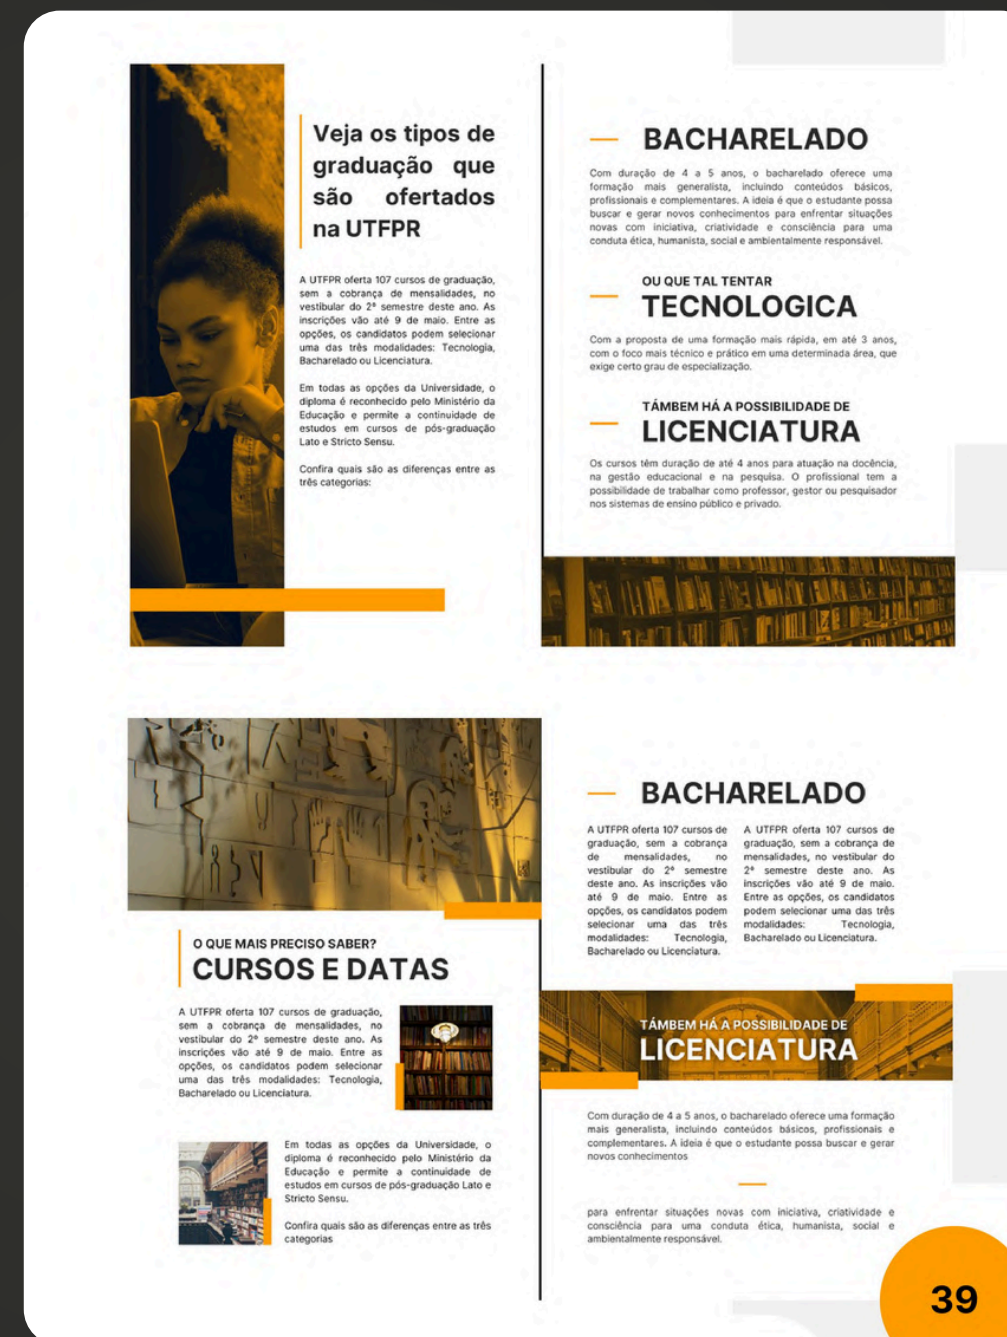 Veja os tipos de
graduação que
são ofertados
na UTFPR
A UTFPR oferta 107 cursos de graduação,
sem a cobrança de mensalidades, no
vestibular do 2º semestre deste ano. As
inscrições vão até 9 de maio. Entre as
opções, os candidatos podem selecionar
uma das três modalidades: Tecnologia,
Bacharelado ou Licenciatura.
Em todas as opções da Universidade, o
diploma é reconhecido pelo Ministério da
Educação e permite a continuidade de
estudos em cursos de pós-graduação
Lato e Stricto Sensu.
Confira quais são as diferenças entre as
três categorias:
BACHARELADO
Com duração de 4 a 5 anos, o bacharelado oferece uma
formação mais generalista, incluindo conteúdos básicos,
profissionais e complementares. A ideia é que o estudante possa
buscar e gerar novos conhecimentos para enfrentar situações
novas com iniciativa, criatividade e consciência para uma
conduta ética, humanista, social e ambientalmente responsável.
OU QUE TAL TENTAR
TECNOLOGICA
Com a proposta de uma formação mais rápida, em até 3 anos,
com o foco mais técnico e prático em uma determinada área, que
exige certo grau de especialização.
TÁMBEM HÁ A POSSIBILIDADE DE
LICENCIATURA
Os cursos têm duração de até 4 anos para atuação na docência,
na gestão educacional e na pesquisa. O profissional tem a
possibilidade de trabalhar como professor, gestor ou pesquisador
nos sistemas de ensino público e privado.
O QUE MAIS PRECISO SABER?
CURSOS E DATAS
A UTFPR oferta 107 cursos de graduação,
sem a cobrança de mensalidades, no
vestibular do 2º semestre deste ano. As
inscrições vão até 9 de maio. Entre as
opções, os candidatos podem selecionar
uma das três modalidades: Tecnologia,
Bacharelado ou Licenciatura.
Em todas as opções da Universidade, o
diploma é reconhecido pelo Ministério da
Educação e permite a continuidade de
estudos em cursos de pós-graduação Lato e
Stricto Sensu.
Confira quais são as diferenças entre as três
categorias
BACHARELADO
A UTFPR oferta 107 cursos de
graduação, sem a cobrança
de mensalidades, no
vestibular do 2º semestre
deste ano. As inscrições vão
até 9 de maio. Entre as
opções, os candidatos podem
selecionar uma das três
modalidades: Tecnologia,
Bacharelado ou Licenciatura.
A UTFPR oferta 107 cursos de
graduação, sem a cobrança de
mensalidades, no vestibular do
2º semestre deste ano. As
inscrições vão até 9 de maio.
Entre as opções, os candidatos
podem selecionar uma das três
modalidades: Tecnologia,
Bacharelado ou Licenciatura.
TÁMBEM HÁ A POSSIBILIDADE DE
LICENCIATURA
Com duração de 4 a 5 anos, o bacharelado oferece uma formação
mais generalista, incluindo conteúdos básicos, profissionais e
complementares. A ideia é que o estudante possa buscar e gerar
novos conhecimentos
para enfrentar situações novas com iniciativa, criatividade e
consciência para uma conduta ética, humanista, social e
ambientalmente responsável.
39